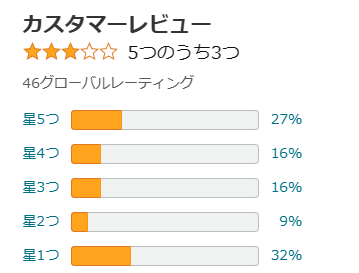 カスタマーレビュー
5つのうち3つ
46グローバルレーティング
星5つ 27%
星4つ 16%
星3つ 16%
星2つ 9%
星1つ 32%